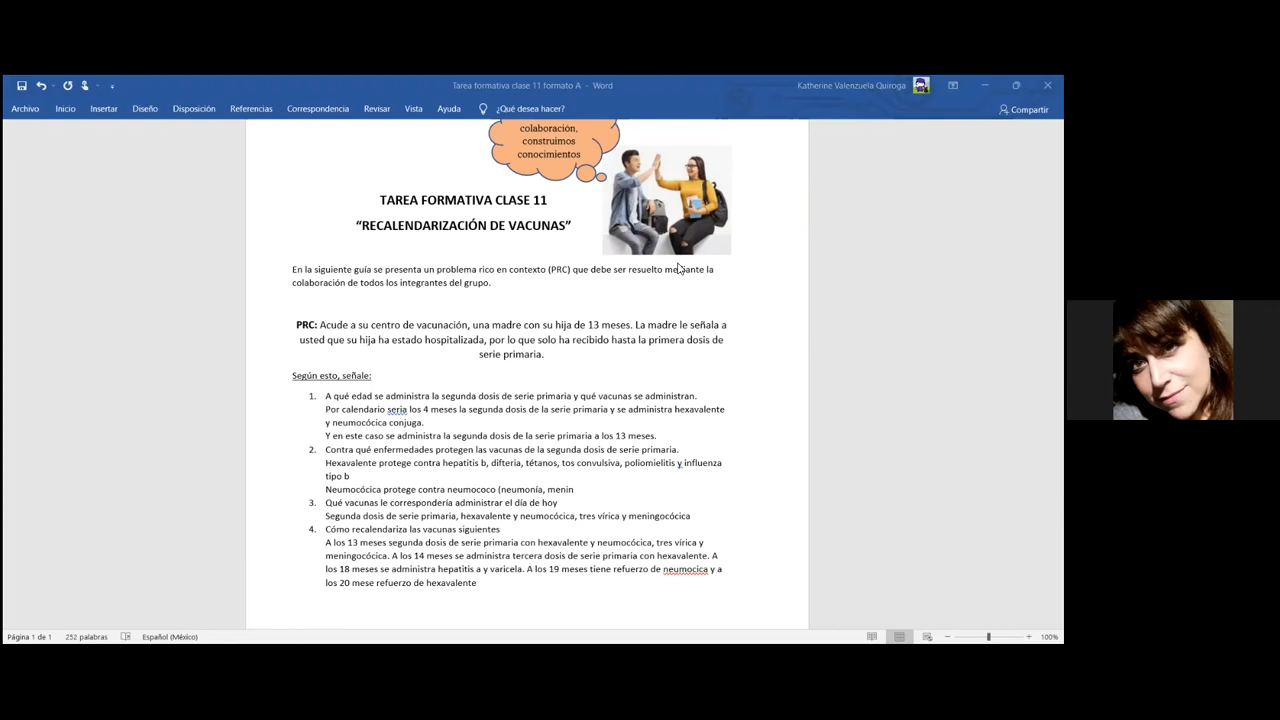 Tarea formativa clase 11 formato A - Word
Katherine Valenzuela Quiroga
Archivo Inicio Insertar Diseño Disposición Referencias Correspondencia Revisar Vista Ayuda ¿Qué desea hacer? Compartir
colaboración,
construimos
conocimientos
TAREA FORMATIVA CLASE 11
“RECALENDARIZACIÓN DE VACUNAS”
En la siguiente guía se presenta un problema rico en contexto (PRC) que debe ser resuelto mediante la
colaboración de todos los integrantes del grupo.
PRC: Acude a su centro de vacunación, una madre con su hija de 13 meses. La madre le señala a
usted que su hija ha estado hospitalizada, por lo que solo ha recibido hasta la primera dosis de
serie primaria.
Según esto, señale:
1. A qué edad se administra la segunda dosis de serie primaria y qué vacunas se administran.
Por calendario seria los 4 meses la segunda dosis de la serie primaria y se administra hexavalente
y neumocócica conjuga.
Y en este caso se administra la segunda dosis de la serie primaria a los 13 meses.
2. Contra qué enfermedades protegen las vacunas de la segunda dosis de serie primaria.
Hexavalente protege contra hepatitis b, difteria, tétanos, tos convulsiva, poliomielitis y influenza
tipo b
Neumocócica protege contra neumococo (neumonía, menin
3. Qué vacunas le correspondería administrar el día de hoy
Segunda dosis de serie primaria, hexavalente y neumocócica, tres vírica y meningocócica
4. Cómo recalendariza las vacunas siguientes
A los 13 meses segunda dosis de serie primaria con hexavalente y neumocócica, tres vírica y
meningocócica. A los 14 meses se administra tercera dosis de serie primaria con hexavalente. A
los 18 meses se administra hepatitis a y varicela. A los 19 meses tiene refuerzo de neumocica y a
los 20 mese refuerzo de hexavalente
Página 1 de 1 252 palabras Español (México) 100%